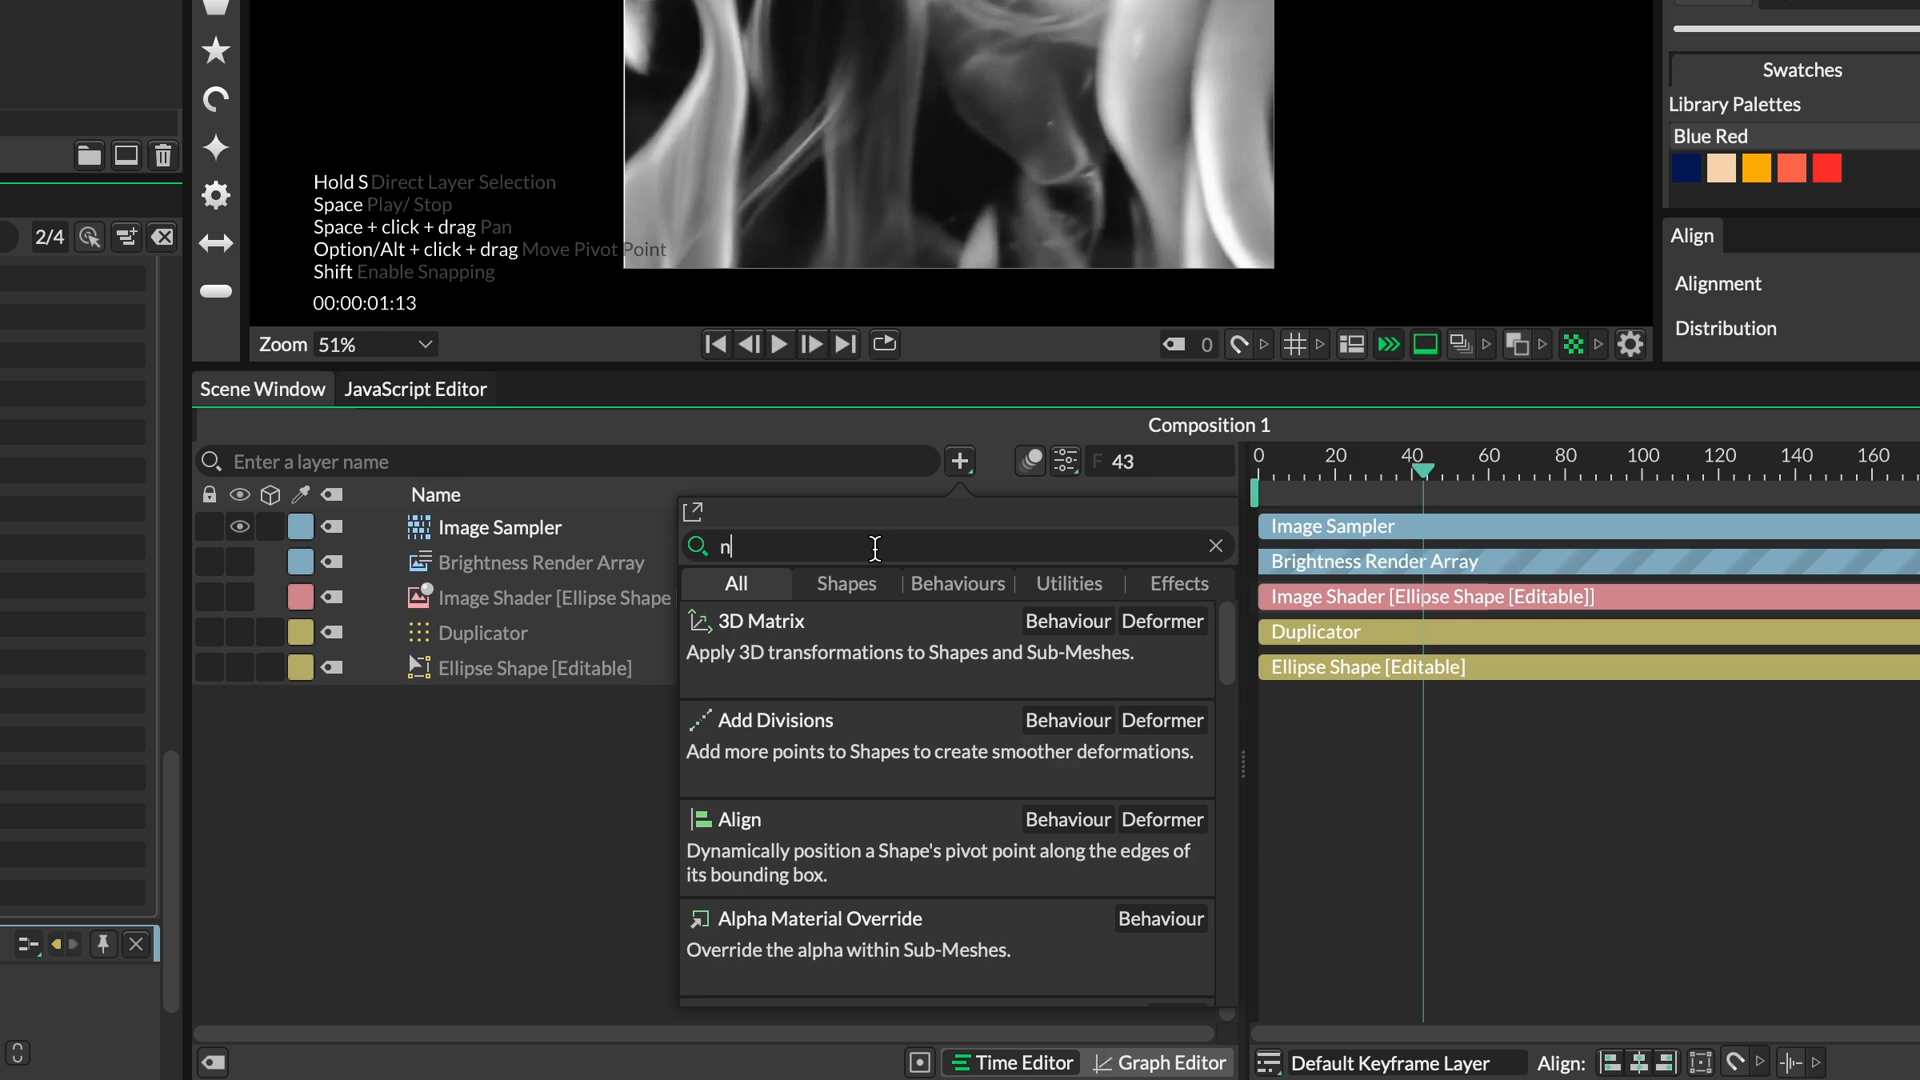 Swatches
Library Palettes
Blue Red
Hold S Direct Layer Selection
Space Play/ Stop
Space + click + drag Pan
Option/Alt + click + drag Move Pivot Point
Shift Enable Snapping
00:00:01:13
2/4
Align
Alignment
Distribution
Zoom 51%
0
Scene Window JavaScript Editor
Composition 1
Enter a layer name
F 43
0 20 40 60 80 100 120 140 160
Name
Image Sampler
Brightness Render Array
Image Shader [Ellipse Shape
Duplicator
Ellipse Shape [Editable]
n
All Shapes Behaviours Utilities Effects
3D Matrix Behaviour Deformer
Apply 3D transformations to Shapes and Sub-Meshes.
Add Divisions Behaviour Deformer
Add more points to Shapes to create smoother deformations.
Align Behaviour Deformer
Dynamically position a Shape's pivot point along the edges of
its bounding box.
Alpha Material Override Behaviour
Override the alpha within Sub-Meshes.
Image Sampler
Brightness Render Array
Image Shader [Ellipse Shape [Editable]]
Duplicator
Ellipse Shape [Editable]
Time Editor Graph Editor
Default Keyframe Layer Align: